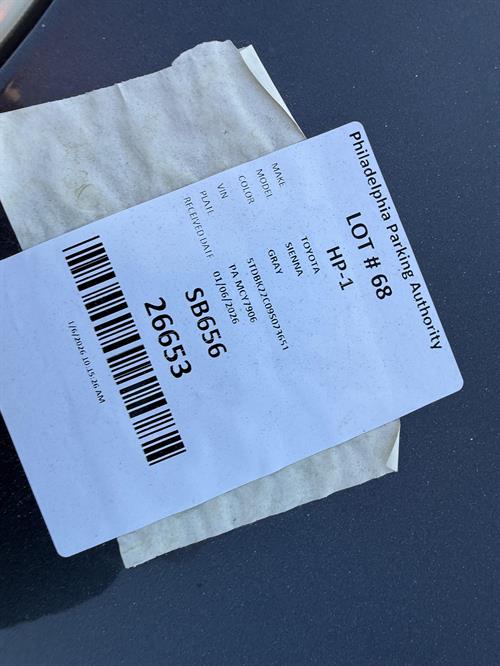 Philadelphia Parking Authority
LOT # 68
HP-1
MAKE TOYOTA
MODEL SIENNA
COLOR GRAY
VIN 5TDBK22C09S023651
PLATE PA MCY7906
RECEIVED DATE 01/06/2026
SB656
26653
1/6/2026 10:15:26 AM